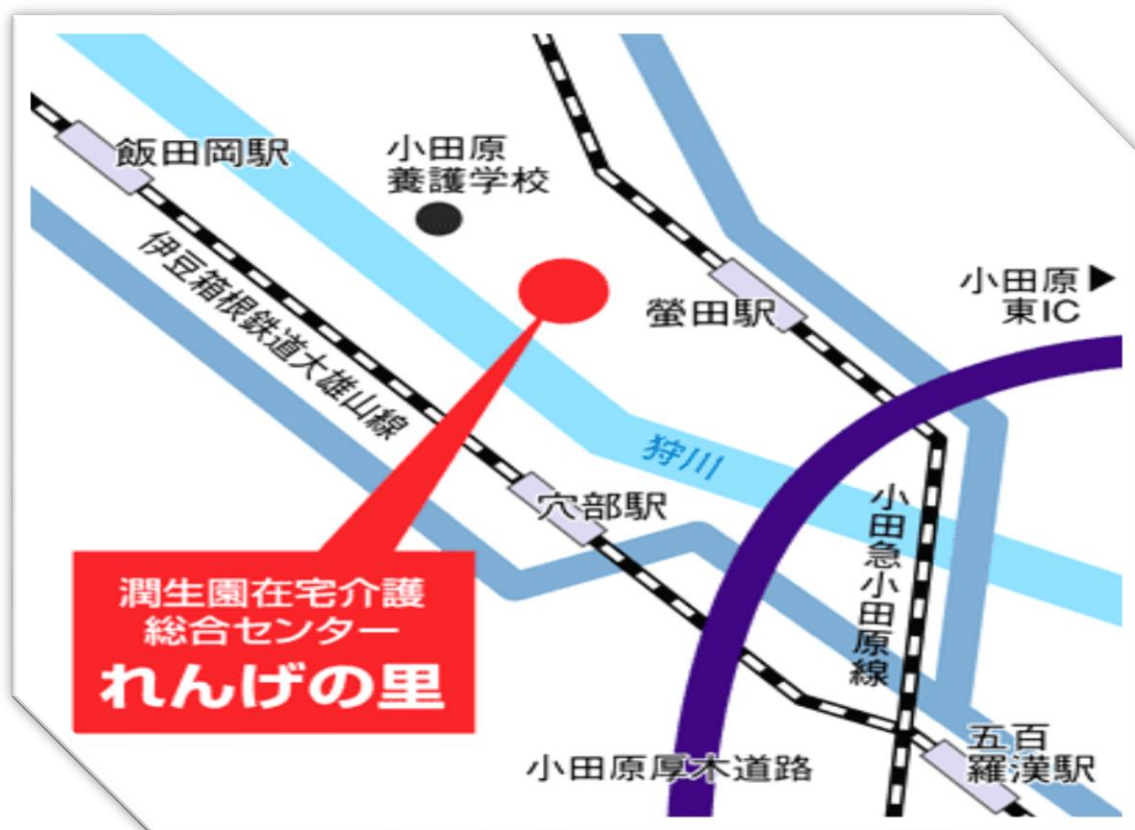 飯田岡駅
小田原
養護学校
伊豆箱根鉄道大雄山線
螢田駅
小田原▶
東IC
狩川
穴部駅
小田急小田原線
潤生園在宅介護
総合センター
れんげの里
小田原厚木道路
五百
羅漢駅